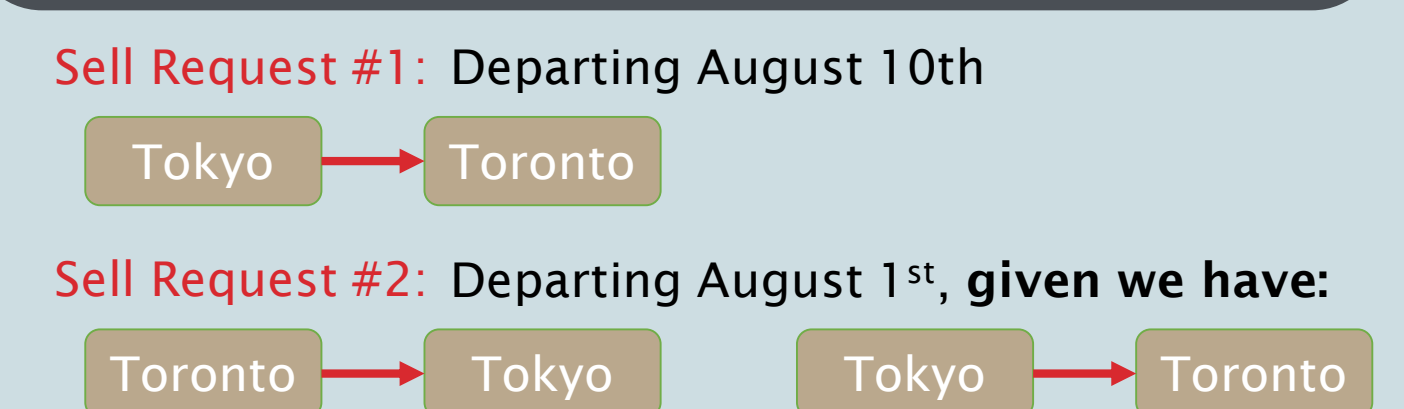 Sell Request #1: Departing August 10th
Tokyo Toronto
Sell Request #2: Departing August 1st, given we have:
Toronto Tokyo Tokyo Toronto